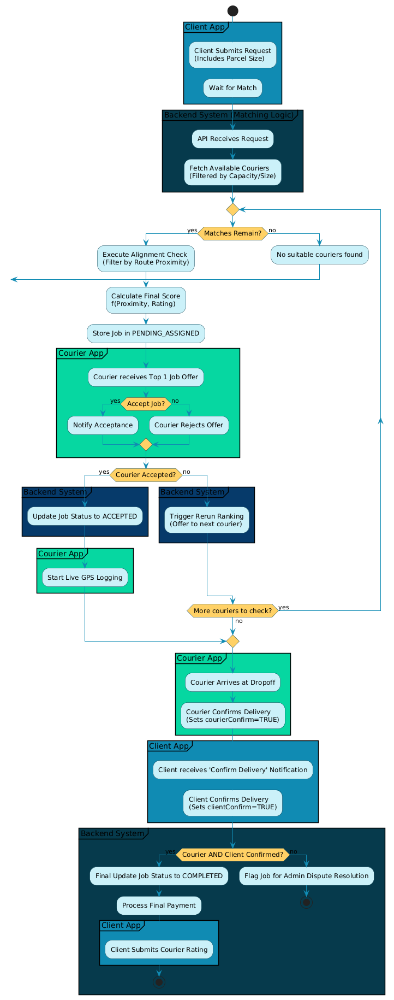 Client App
Client Submits Request
(Includes Parcel Size)
Wait for Match
Backend System (Matching Logic)
API Receives Request
Fetch Available Couriers
(Filtered by Capacity/Size)
yes
Matches Remain?
no
Execute Alignment Check
(Filter by Route Proximity)
No suitable couriers found
Calculate Final Score
f(Proximity, Rating)
Store Job in PENDING_ASSIGNED
Courier App
Courier receives Top 1 Job Offer
yes
Accept Job?
no
Notify Acceptance
Courier Rejects Offer
yes
Courier Accepted?
no
Backend System
Update Job Status to ACCEPTED
Backend System
Trigger Rerun Ranking
(Offer to next courier)
Courier App
Start Live GPS Logging
More couriers to check?
yes
no
Courier App
Courier Arrives at Dropoff
Courier Confirms Delivery
(Sets courierConfirm=TRUE)
Client App
Client receives 'Confirm Delivery' Notification
Client Confirms Delivery
(Sets clientConfirm=TRUE)
Backend System
yes
Courier AND Client Confirmed?
no
Final Update Job Status to COMPLETED
Flag Job for Admin Dispute Resolution
Process Final Payment
Client App
Client Submits Courier Rating